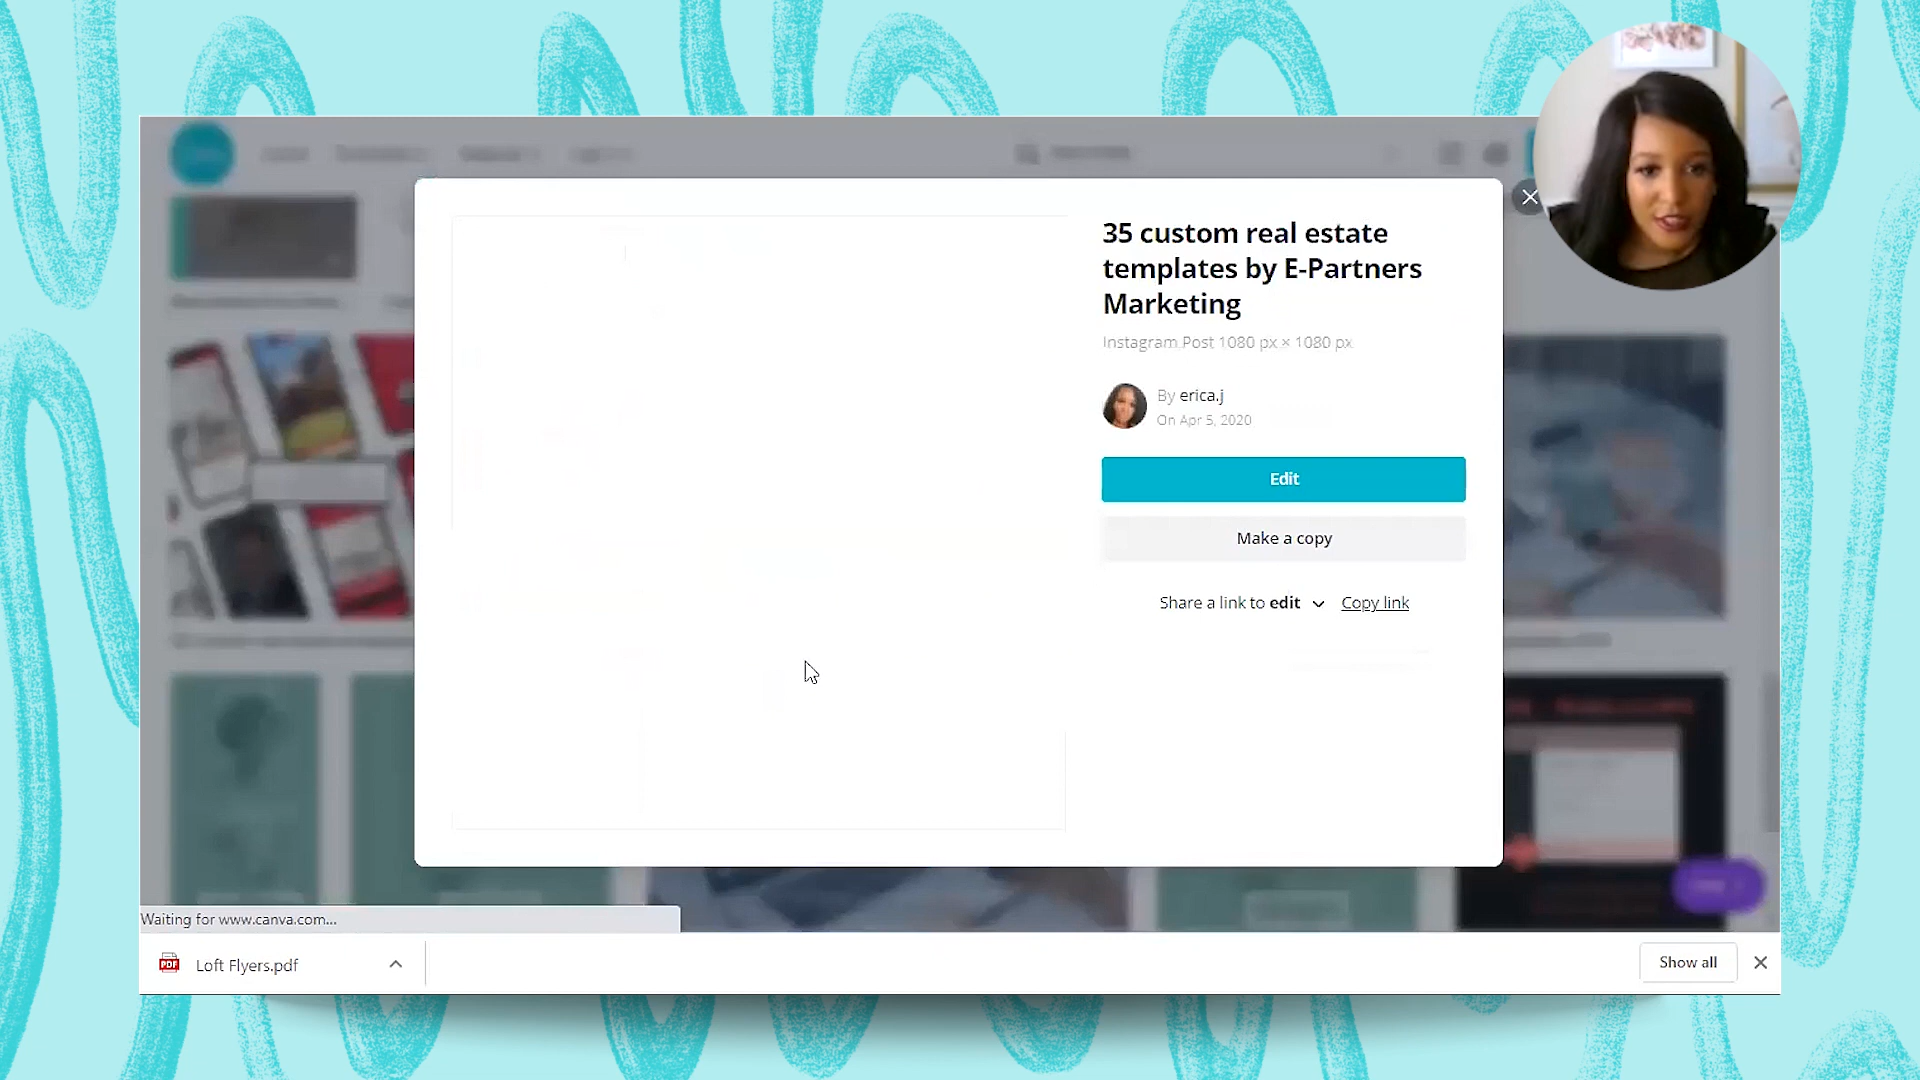 35 custom real estate
templates by E-Partners
Marketing
Instagram Post 1080 px × 1080 px
By erica.j
On Apr 5, 2020
Edit
Make a copy
Share a link to edit Copy link
Waiting for www.canva.com...
PDF
Loft Flyers.pdf
Show all